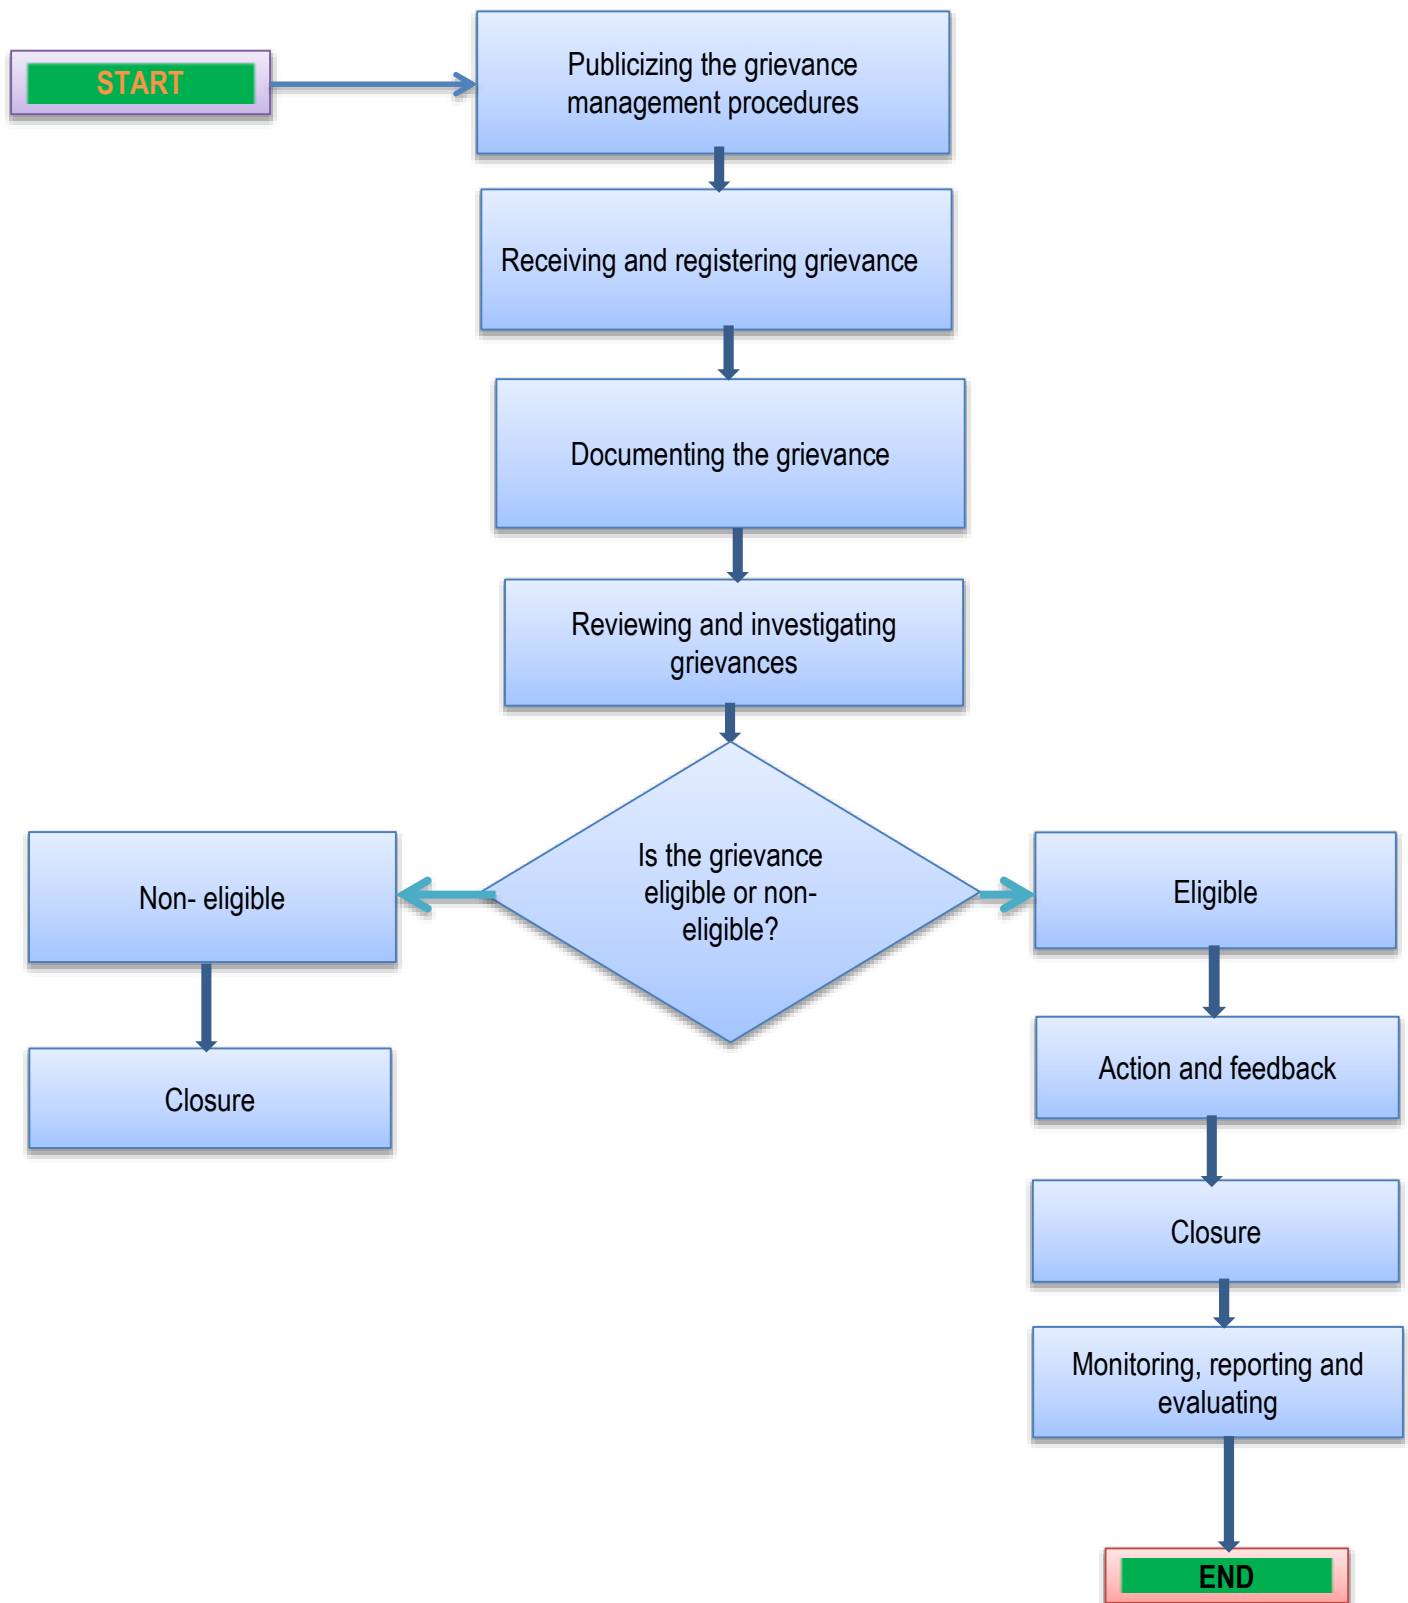 START
Publicizing the grievance
management procedures
Receiving and registering grievance
Documenting the grievance
Reviewing and investigating
grievances
Is the grievance
eligible or non-
eligible?
Non- eligible
Closure
Eligible
Action and feedback
Closure
Monitoring, reporting and
evaluating
END